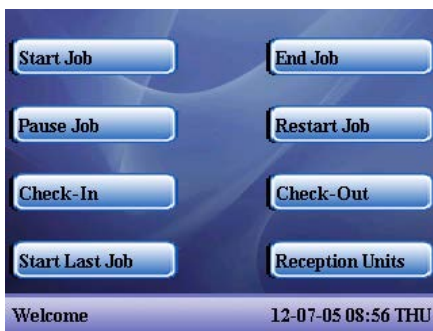 Start Job
End Job
Pause Job
Restart Job
Check-In
Check-Out
Start Last Job
Reception Units
Welcome
12-07-05 08:56 THU